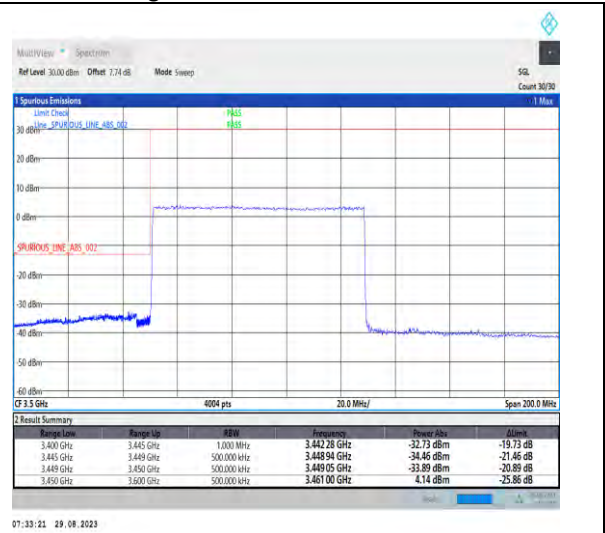 MultiView Spectrum
Ref Level 30.00 dBm Offset 7.74 dB Mode Sweep SGL
Count 30/30
1 Spurious Emissions 1 Max
Limit Check PASS
Line _SPURIOUS_LINE_ABS_002 PASS
30 dBm
20 dBm
10 dBm
0 dBm
_SPURIOUS_LINE_ABS_002
-20 dBm
-30 dBm
-40 dBm
-50 dBm
-60 dBm
CF 3.5 GHz 4004 pts 20.0 MHz/ Span 200.0 MHz
2 Result Summary
Range Low Range Up RBW Frequency Power Abs ΔLimit
3.400 GHz 3.445 GHz 1.000 MHz 3.442 28 GHz -32.73 dBm -19.73 dB
3.445 GHz 3.449 GHz 500.000 kHz 3.448 94 GHz -34.46 dBm -21.46 dB
3.449 GHz 3.450 GHz 500.000 kHz 3.449 05 GHz -33.89 dBm -20.89 dB
3.450 GHz 3.600 GHz 500.000 kHz 3.461 00 GHz 4.14 dBm -25.86 dB
07:33:21 29.08.2023